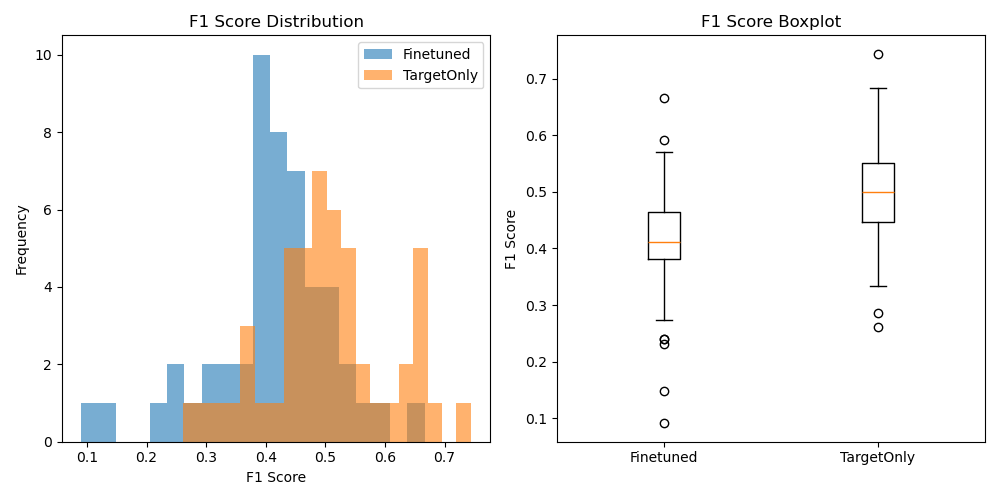 F1 Score Distribution
Finetuned
TargetOnly
Frequency
10
8
6
4
2
0
0.1 0.2 0.3 0.4 0.5 0.6 0.7
F1 Score
F1 Score Boxplot
F1 Score
0.7
0.6
0.5
0.4
0.3
0.2
0.1
Finetuned TargetOnly